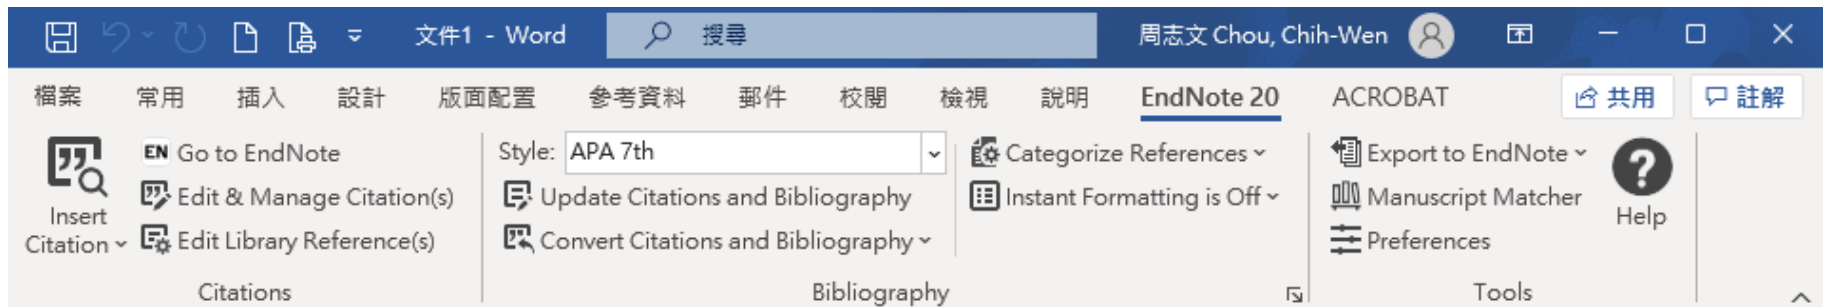 文件1 - Word 搜尋 周志文 Chou, Chih-Wen
檔案 常用 插入 設計 版面配置 參考資料 郵件 校閱 檢視 說明 EndNote 20 ACROBAT 共用 註解
EN Go to EndNote Style: APA 7th Categorize References Export to EndNote
Edit & Manage Citation(s) Update Citations and Bibliography Instant Formatting is Off Manuscript Matcher
Insert Citation Edit Library Reference(s) Convert Citations and Bibliography Preferences Help
Citations Bibliography Tools